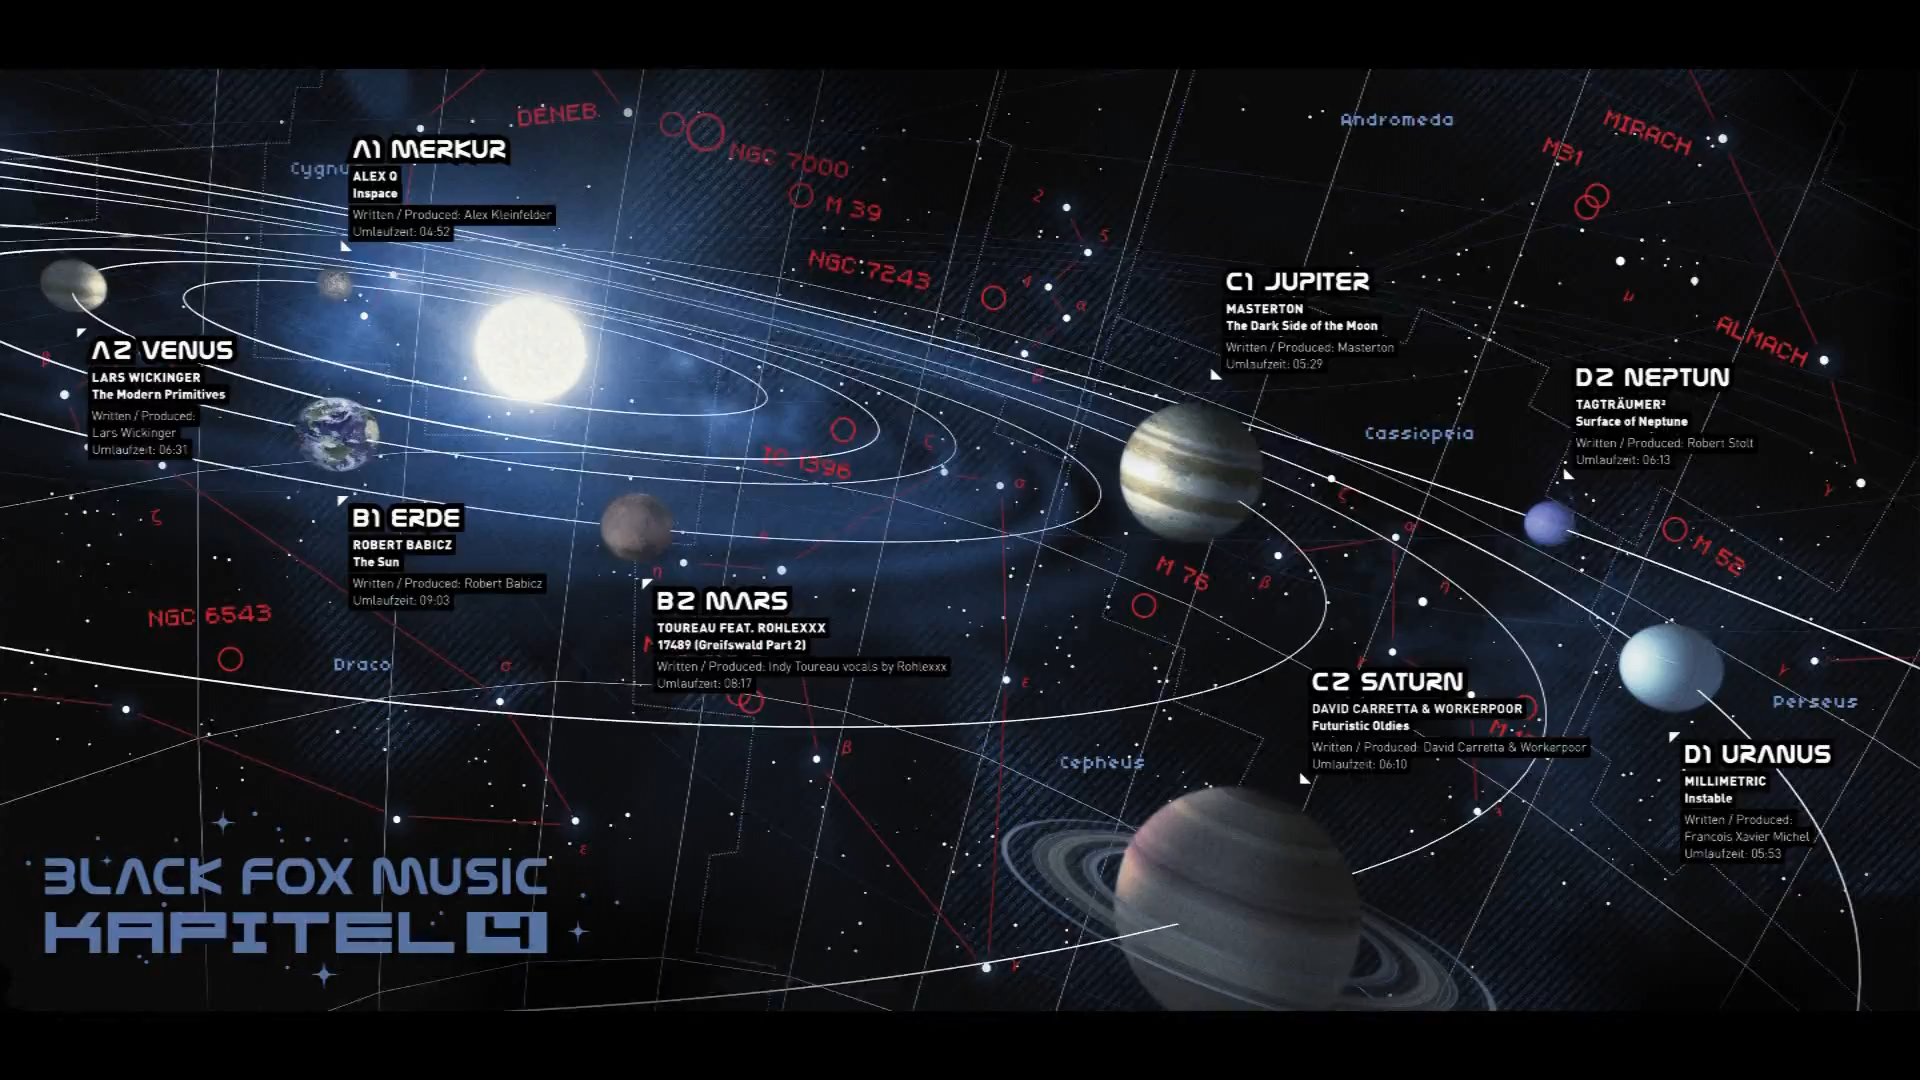 DENEB
NGC 7000
M 39
NGC 7243
Andromeda
MIRACH
M31
ALMACH
A1 MERKUR
ALEX Q
Inspace
Written / Produced: Alex Kleinfelder
Umlaufzeit: 04:52
A2 VENUS
LARS WICKINGER
The Modern Primitives
Written / Produced:
Lars Wickinger
Umlaufzeit: 06:31
C1 JUPITER
MASTERTON
The Dark Side of the Moon
Written / Produced: Masterton
Umlaufzeit: 05:29
D2 NEPTUN
TAGTRÄUMER²
Surface of Neptune
Written / Produced: Robert Stolt
Umlaufzeit: 06:13
Cassiopeia
IC 1396
B1 ERDE
ROBERT BABICZ
The Sun
Written / Produced: Robert Babicz
Umlaufzeit: 09:03
M 52
M 76
B2 MARS
TOUREAU FEAT. ROHLEXXX
17489 (Greifswald Part 2)
Written / Produced: Indy Toureau vocals by Rohlexxx
Umlaufzeit: 08:17
NGC 6543
Draco
C2 SATURN
DAVID CARRETTA & WORKERPOOR
Futuristic Oldies
Written / Produced: David Carretta & Workerpoor
Umlaufzeit: 06:10
Perseus
Cepheus
D1 URANUS
MILLIMETRIC
Instable
Written / Produced:
Francois Xavier Michel
Umlaufzeit: 05:53
BLACK FOX MUSIC
KAPITEL 4